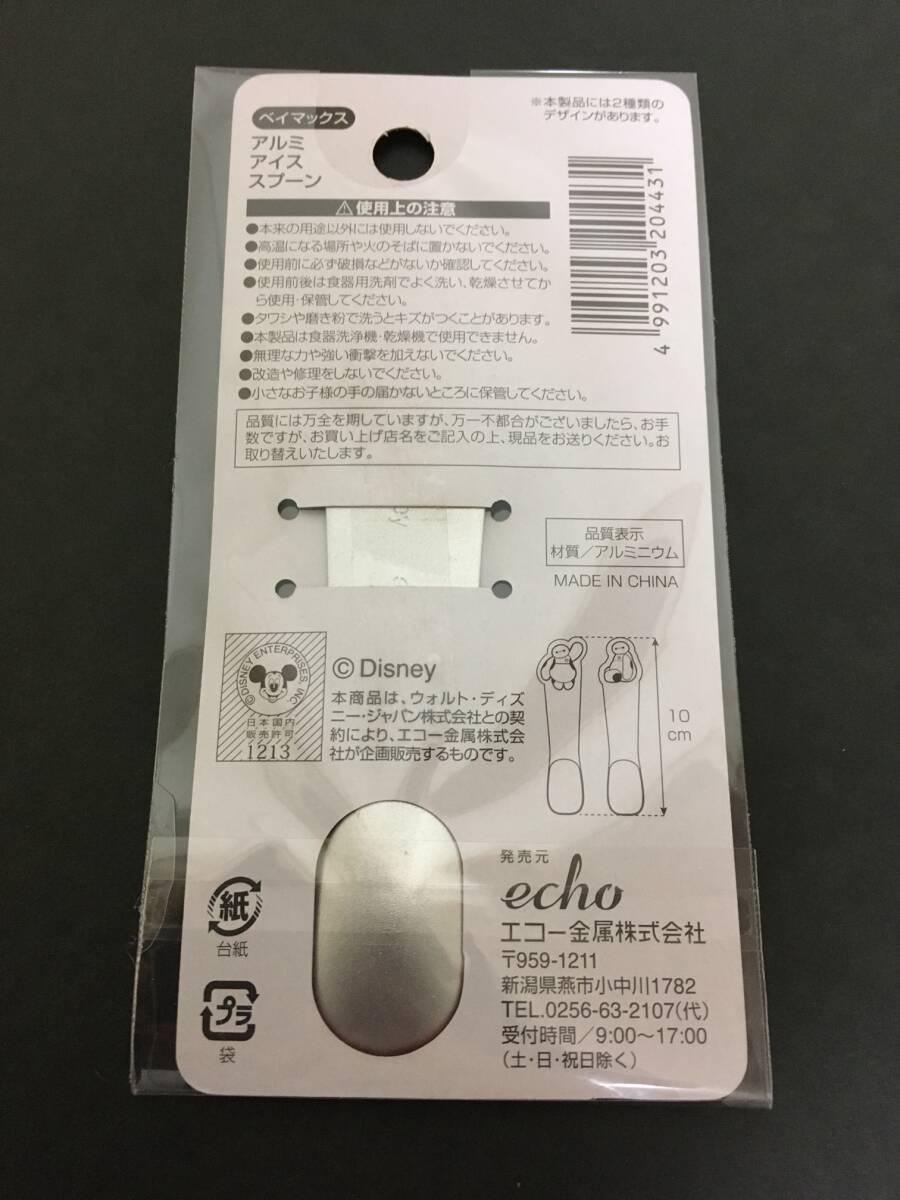 ベイマックス
アルミ
アイス
スプーン
※本製品には2種類の
デザインがあります。
4 991203 204431
⚠使用上の注意
●本来の用途以外には使用しないでください。
●高温になる場所や火のそばに置かないでください。
●使用前に必ず破損などがないか確認してください。
●使用前後は食器用洗剤でよく洗い、乾燥させてか
ら使用・保管してください。
●タワシや磨き粉で洗うとキズがつくことがあります。
●本製品は食器洗浄機・乾燥機で使用できません。
●無理な力や強い衝撃を加えないでください。
●改造や修理をしないでください。
●小さなお子様の手の届かないところに保管してください。
品質には万全を期していますが、万一不都合がございましたら、お手
数ですが、お買い上げ店名をご記入の上、現品をお送りください。お
取り替えいたします。
品質表示
材質／アルミニウム
MADE IN CHINA
©DISNEY ENTERPRISES, INC.
日本国内
販売許可
1213
©Disney
本商品は、ウォルト・ディズ
ニー・ジャパン株式会社との契
約により、エコー金属株式会
社が企画販売するものです。
10
cm
紙
台紙
プラ
袋
発売元
echo
エコー金属株式会社
〒959-1211
新潟県燕市小中川1782
TEL.0256-63-2107(代)
受付時間／9:00～17:00
(土・日・祝日除く)